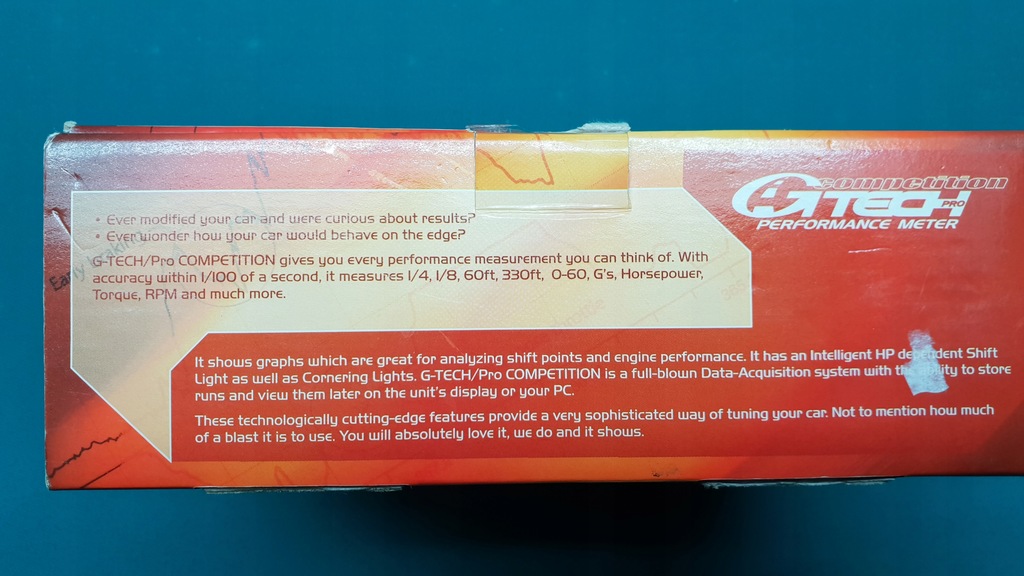 • Ever modified your car and were curious about results?
• Ever wonder how your car would behave on the edge?
G-TECH/Pro COMPETITION gives you every performance measurement you can think of. With
accuracy within 1/100 of a second, it measures 1/4, 1/8, 60ft, 330ft, 0-60, G's, Horsepower,
Torque, RPM and much more.
competition
G TECH PRO
PERFORMANCE METER
It shows graphs which are great for analyzing shift points and engine performance. It has an Intelligent HP dependent Shift
Light as well as Cornering Lights. G-TECH/Pro COMPETITION is a full-blown Data-Acquisition system with the ability to store
runs and view them later on the unit's display or your PC.
These technologically cutting-edge features provide a very sophisticated way of tuning your car. Not to mention how much
of a blast it is to use. You will absolutely love it, we do and it shows.